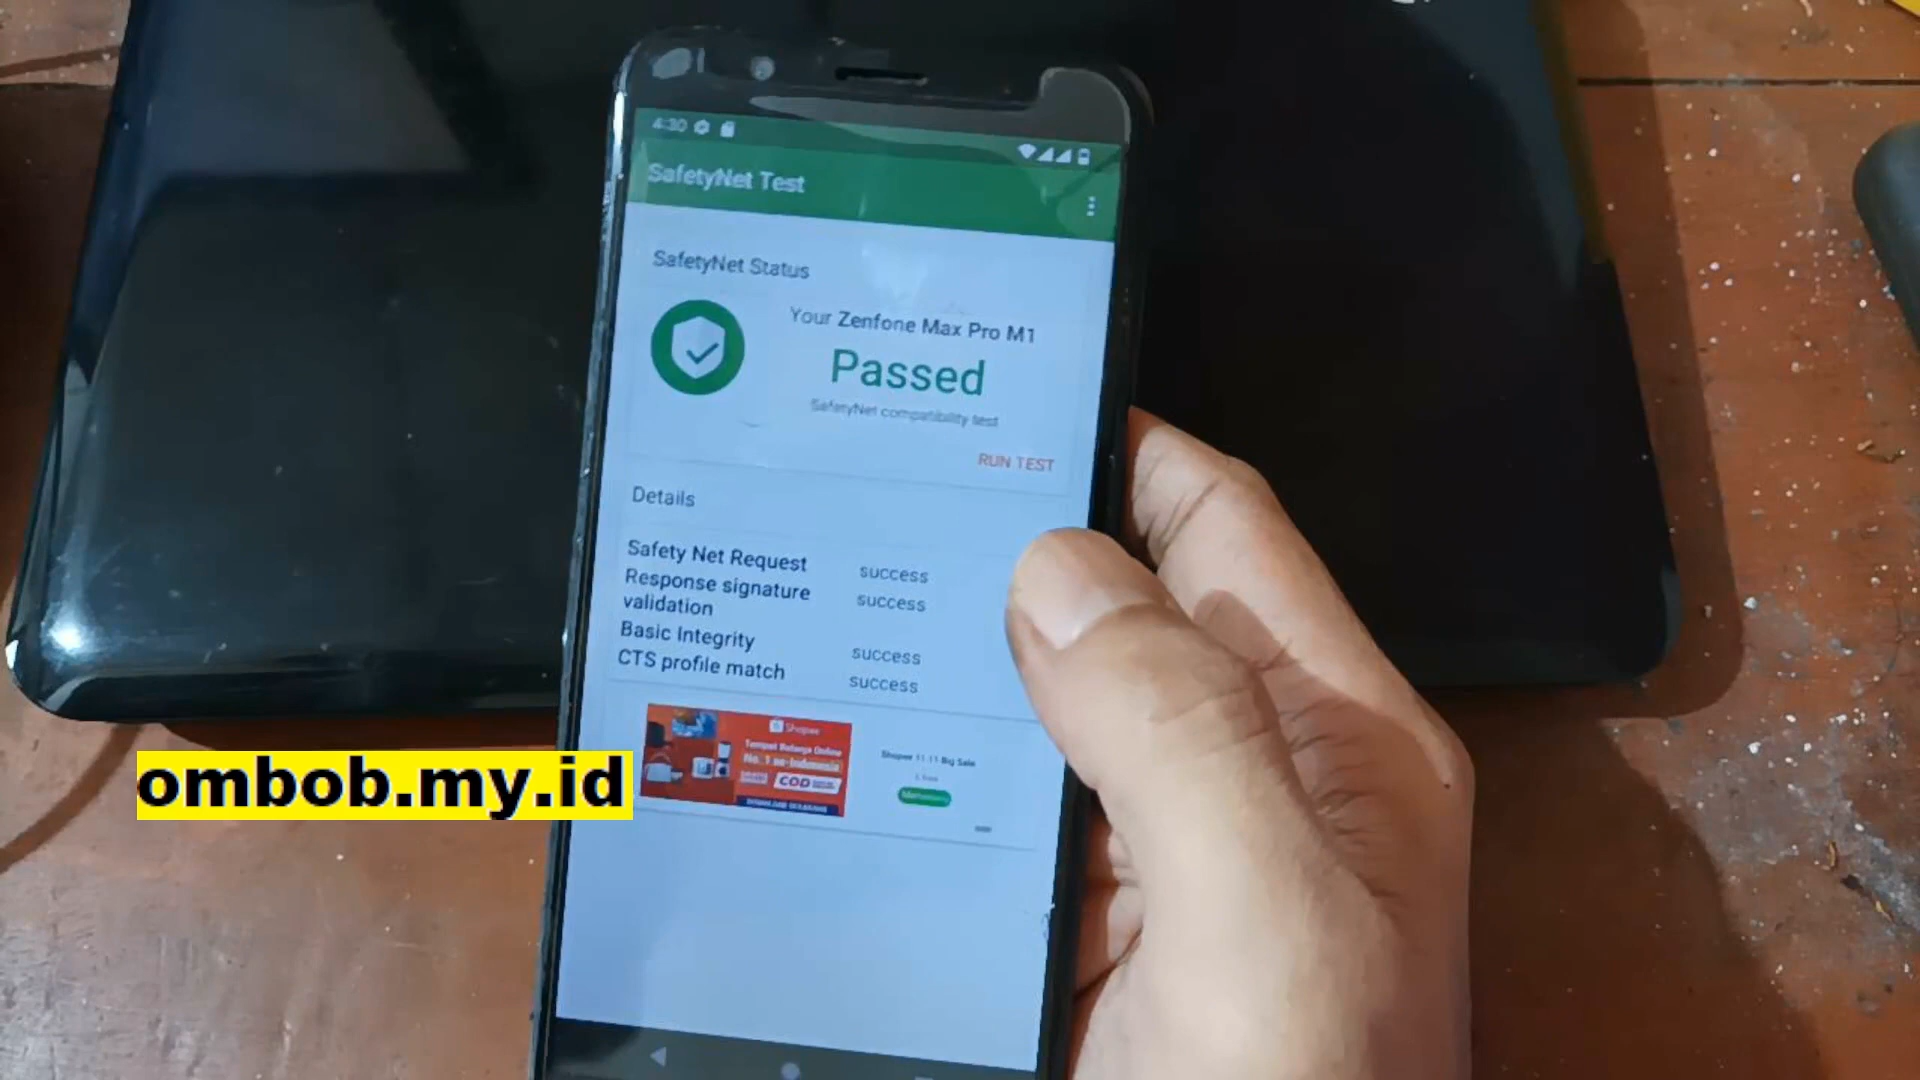 4:30
SafetyNet Test
SafetyNet Status
Your Zenfone Max Pro M1
Passed
SafetyNet compatibility test
RUN TEST
Details
Safety Net Request success
Response signature validation success
Basic Integrity success
CTS profile match success
Shopee
Tempat Belanja Online
No. 1 se-Indonesia
COD
Shopee 11.11 Big Sale
ombob.my.id